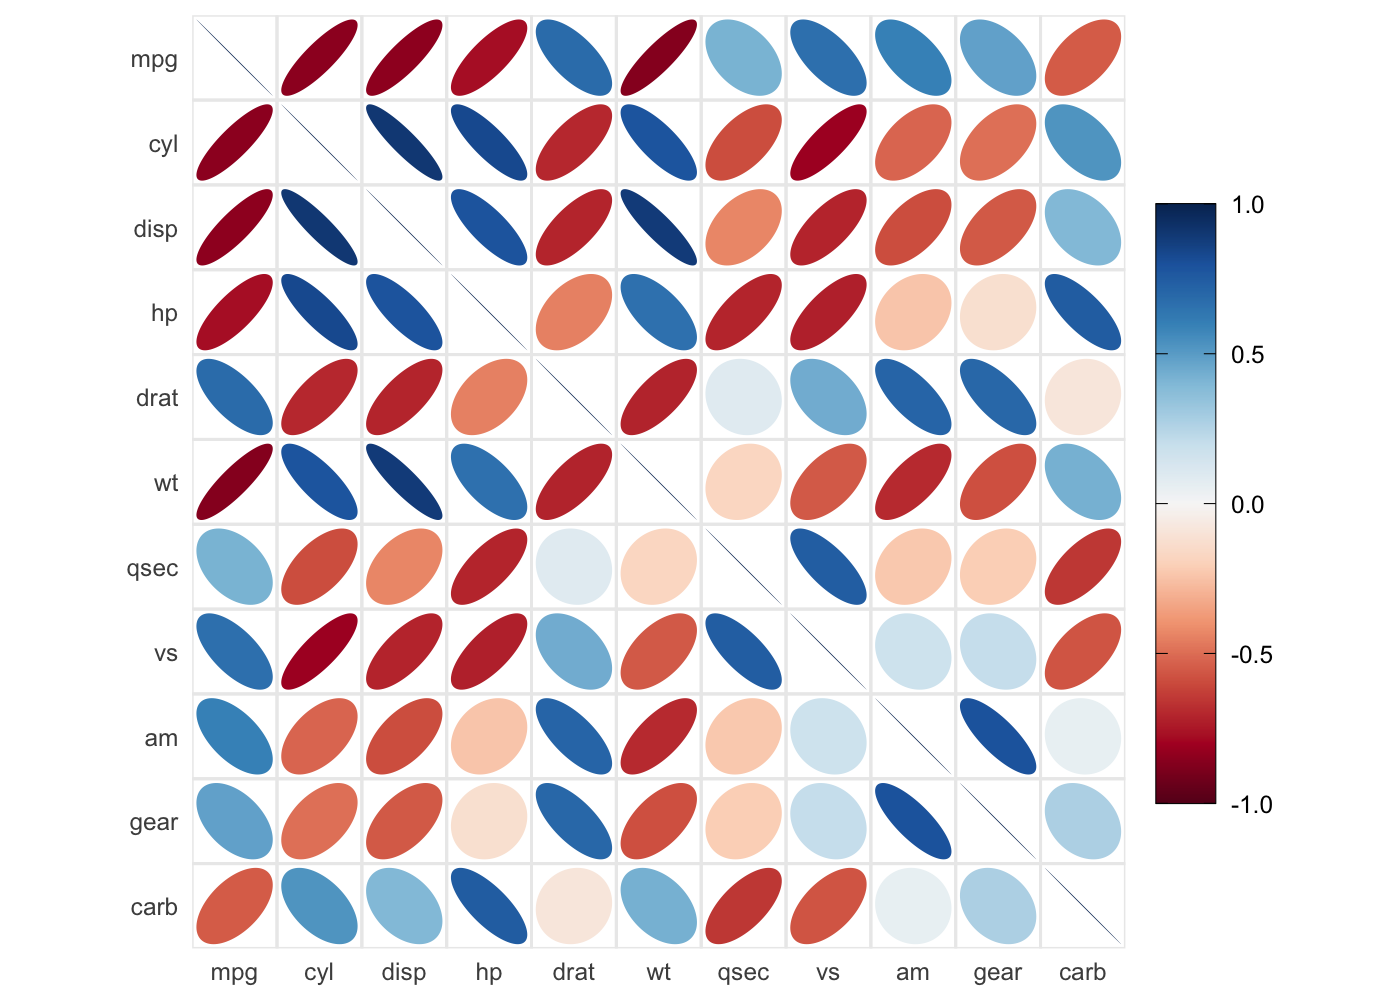 mpg
cyl
disp
hp
drat
wt
qsec
vs
am
gear
carb
mpg cyl disp hp drat wt qsec vs am gear carb
1.0
0.5
0.0
-0.5
-1.0